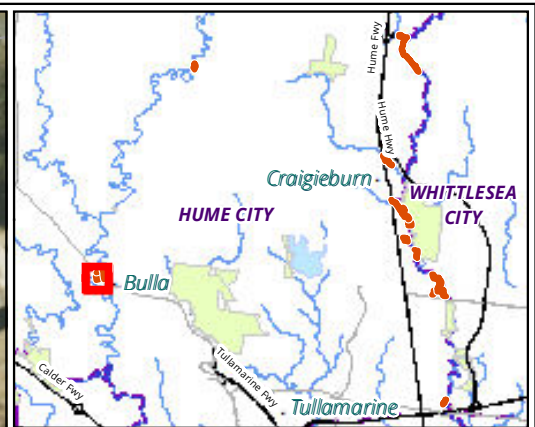 Hume Fwy
Hume Hwy
Craigieburn
WHITTLESEA
CITY
HUME CITY
Bulla
Tullamarine Fwy
Calder Fwy
Tullamarine